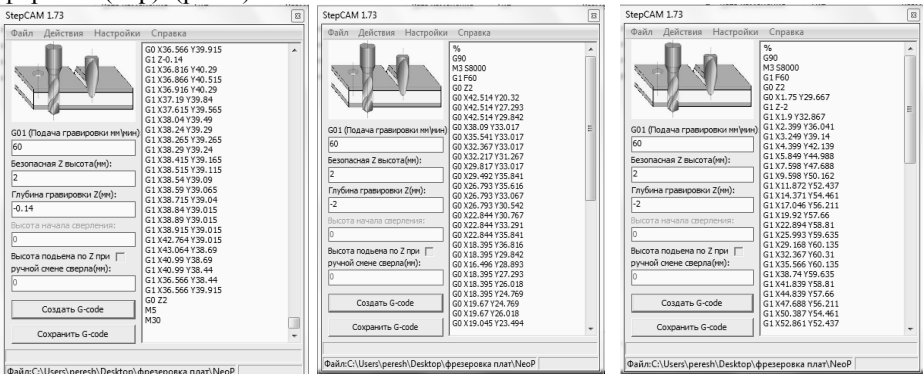 StepCAM 1.73
Файл Действия Настройки Справка
G0 X36.566 Y39.915
G1 Z-0.14
G1 X36.816 Y40.29
G1 X36.866 Y40.515
G1 X36.916 Y40.29
G1 X37.19 Y39.84
G1 X37.615 Y39.565
G1 X38.04 Y39.49
G1 X38.24 Y39.29
G1 X38.265 Y39.265
G1 X38.29 Y39.24
G1 X38.415 Y39.165
G1 X38.515 Y39.115
G1 X38.54 Y39.09
G1 X38.59 Y39.065
G1 X38.715 Y39.04
G1 X38.84 Y39.015
G1 X38.89 Y39.015
G1 X38.915 Y39.015
G1 X42.764 Y39.015
G1 X43.064 Y38.69
G1 X40.99 Y38.69
G1 X40.99 Y38.44
G1 X36.566 Y38.44
G1 X36.566 Y39.915
G0 Z2
M5
M30
G01 (Подача гравировки мм\мин)
60
Безопасная Z высота(мм):
2
Глубина гравировки Z(мм):
-0.14
Высота начала сверления:
0
Высота подьема по Z при
ручной смене сверла(мм):
0
Создать G-code
Сохранить G-code
Файл:C:\Users\peresh\Desktop\фрезеровка плат\NeoP
StepCAM 1.73
Файл Действия Настройки Справка
%
G90
M3 S8000
G1 F60
G0 Z2
G0 X42.514 Y20.32
G0 X42.514 Y27.293
G0 X42.514 Y29.842
G0 X38.09 Y33.017
G0 X35.541 Y33.017
G0 X32.367 Y33.017
G0 X32.217 Y31.267
G0 X29.817 Y33.017
G0 X29.492 Y35.841
G0 X26.793 Y35.616
G0 X26.793 Y33.067
G0 X26.793 Y30.542
G0 X22.844 Y30.767
G0 X22.844 Y33.291
G0 X22.844 Y35.841
G0 X18.395 Y36.816
G0 X18.395 Y29.842
G0 X16.496 Y28.893
G0 X18.395 Y27.293
G0 X18.395 Y26.018
G0 X18.395 Y24.769
G0 X19.67 Y24.769
G0 X19.67 Y26.018
G0 X19.045 Y23.494
G01 (Подача гравировки мм\мин)
60
Безопасная Z высота(мм):
2
Глубина гравировки Z(мм):
-2
Высота начала сверления:
0
Высота подьема по Z при
ручной смене сверла(мм):
0
Создать G-code
Сохранить G-code
Файл:C:\Users\peresh\Desktop\фрезеровка плат\NeoP
StepCAM 1.73
Файл Действия Настройки Справка
%
G90
M3 S8000
G1 F60
G0 Z2
G0 X1.75 Y29.667
G1 Z-2
G1 X1.9 Y32.867
G1 X2.399 Y36.041
G1 X3.249 Y39.14
G1 X4.399 Y42.139
G1 X5.849 Y44.988
G1 X7.598 Y47.688
G1 X9.598 Y50.162
G1 X11.872 Y52.437
G1 X14.371 Y54.461
G1 X17.046 Y56.211
G1 X19.92 Y57.66
G1 X22.894 Y58.81
G1 X25.993 Y59.635
G1 X29.168 Y60.135
G1 X32.367 Y60.31
G1 X35.566 Y60.135
G1 X38.74 Y59.635
G1 X41.839 Y58.81
G1 X44.839 Y57.66
G1 X47.688 Y56.211
G1 X50.387 Y54.461
G1 X52.861 Y52.437
G01 (Подача гравировки мм\мин)
60
Безопасная Z высота(мм):
2
Глубина гравировки Z(мм):
-2
Высота начала сверления:
0
Высота подьема по Z при
ручной смене сверла(мм):
0
Создать G-code
Сохранить G-code
Файл:C:\Users\peresh\Desktop\фрезеровка плат\NeoP